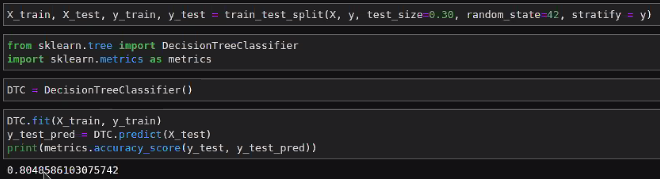 X_train, X_test, y_train, y_test = train_test_split(X, y, test_size=0.30, random_state=42, stratify = y)
from sklearn.tree import DecisionTreeClassifier
import sklearn.metrics as metrics
DTC = DecisionTreeClassifier()
DTC.fit(X_train, y_train)
y_test_pred = DTC.predict(X_test)
print(metrics.accuracy_score(y_test, y_test_pred))
0.8048586103075742